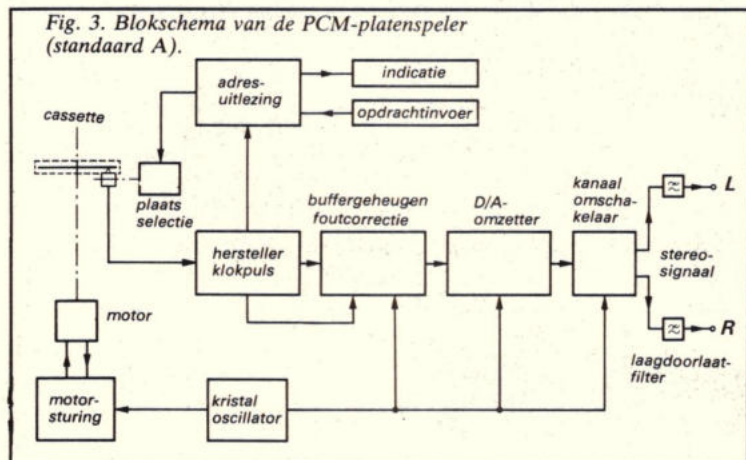 Fig. 3. Blokschema van de PCM-platenspeler
(standaard A).
adres-
uitlezing
indicatie
opdrachtinvoer
cassette
plaats
selectie
hersteller
klokpuls
buffergeheugen
foutcorrectie
D/A-
omzetter
kanaal
omscha-
kelaar
L
stereo-
signaal
R
laagdoorlaat-
filter
motor
motor-
sturing
kristal
oscillator